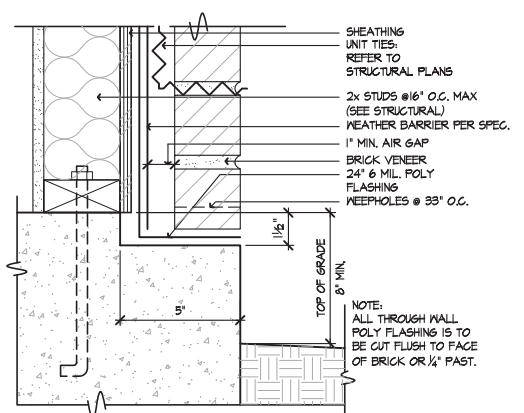 SHEATHING
UNIT TIES:
REFER TO
STRUCTURAL PLANS
2x STUDS @16" O.C. MAX
(SEE STRUCTURAL)
WEATHER BARRIER PER SPEC.
1" MIN. AIR GAP
BRICK VENEER
24" 6 MIL. POLY
FLASHING
WEEPHOLES @ 33" O.C.
1½"
TOP OF GRADE
8" MIN.
5"
NOTE:
ALL THROUGH WALL
POLY FLASHING IS TO
BE CUT FLUSH TO FACE
OF BRICK OR ¼" PAST.